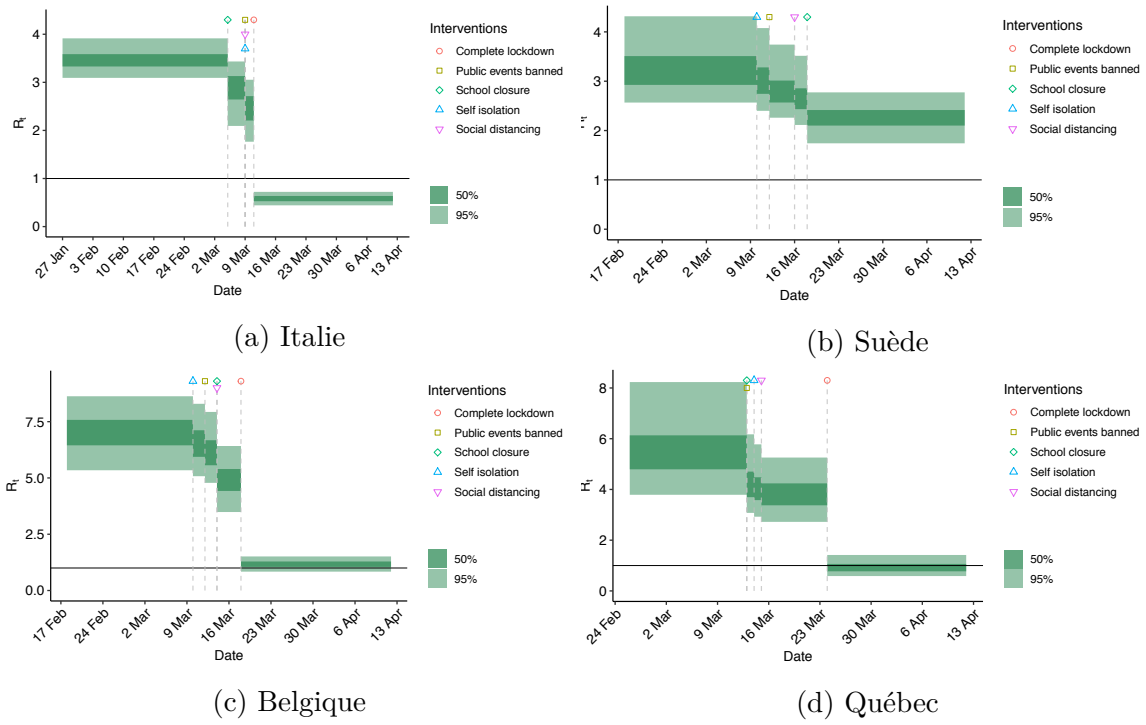 4
3
2
1
0
R_t
27 Jan
3 Feb
10 Feb
17 Feb
24 Feb
2 Mar
9 Mar
16 Mar
23 Mar
30 Mar
6 Apr
13 Apr
Date
Interventions
Complete lockdown
Public events banned
School closure
Self isolation
Social distancing
50%
95%
(a) Italie
4
3
2
1
0
17 Feb
24 Feb
2 Mar
9 Mar
16 Mar
23 Mar
30 Mar
6 Apr
13 Apr
Date
Interventions
Complete lockdown
Public events banned
School closure
Self isolation
Social distancing
50%
95%
(b) Suède
7.5
5.0
2.5
0.0
R_t
17 Feb
24 Feb
2 Mar
9 Mar
16 Mar
23 Mar
30 Mar
6 Apr
13 Apr
Date
Interventions
Complete lockdown
Public events banned
School closure
Self isolation
Social distancing
50%
95%
(c) Belgique
8
6
4
2
0
R_t
24 Feb
2 Mar
9 Mar
16 Mar
23 Mar
30 Mar
6 Apr
13 Apr
Date
Interventions
Complete lockdown
Public events banned
School closure
Self isolation
Social distancing
50%
95%
(d) Québec